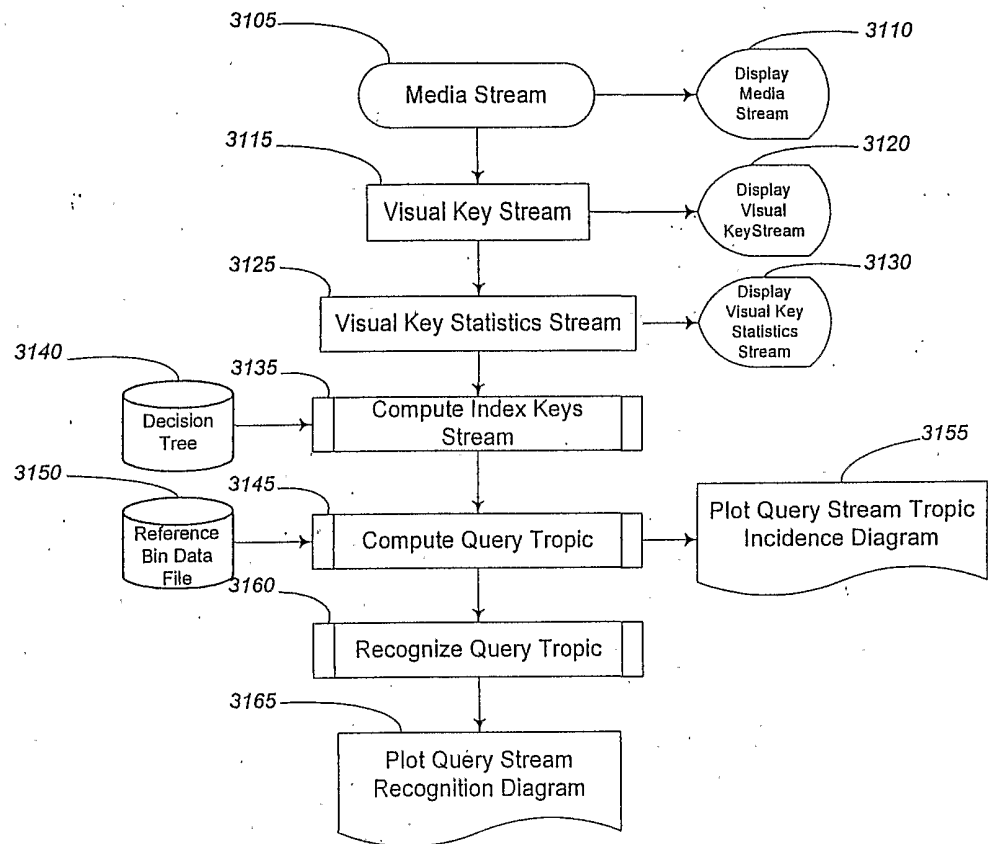 3105
Media Stream
3110
Display
Media
Stream
3115
Visual Key Stream
3120
Display
Visual
KeyStream
3125
Visual Key Statistics Stream
3130
Display
Visual Key
Statistics
Stream
3140
Decision
Tree
3135
Compute Index Keys
Stream
3150
Reference
Bin Data
File
3145
Compute Query Tropic
3155
Plot Query Stream Tropic
Incidence Diagram
3160
Recognize Query Tropic
3165
Plot Query Stream
Recognition Diagram